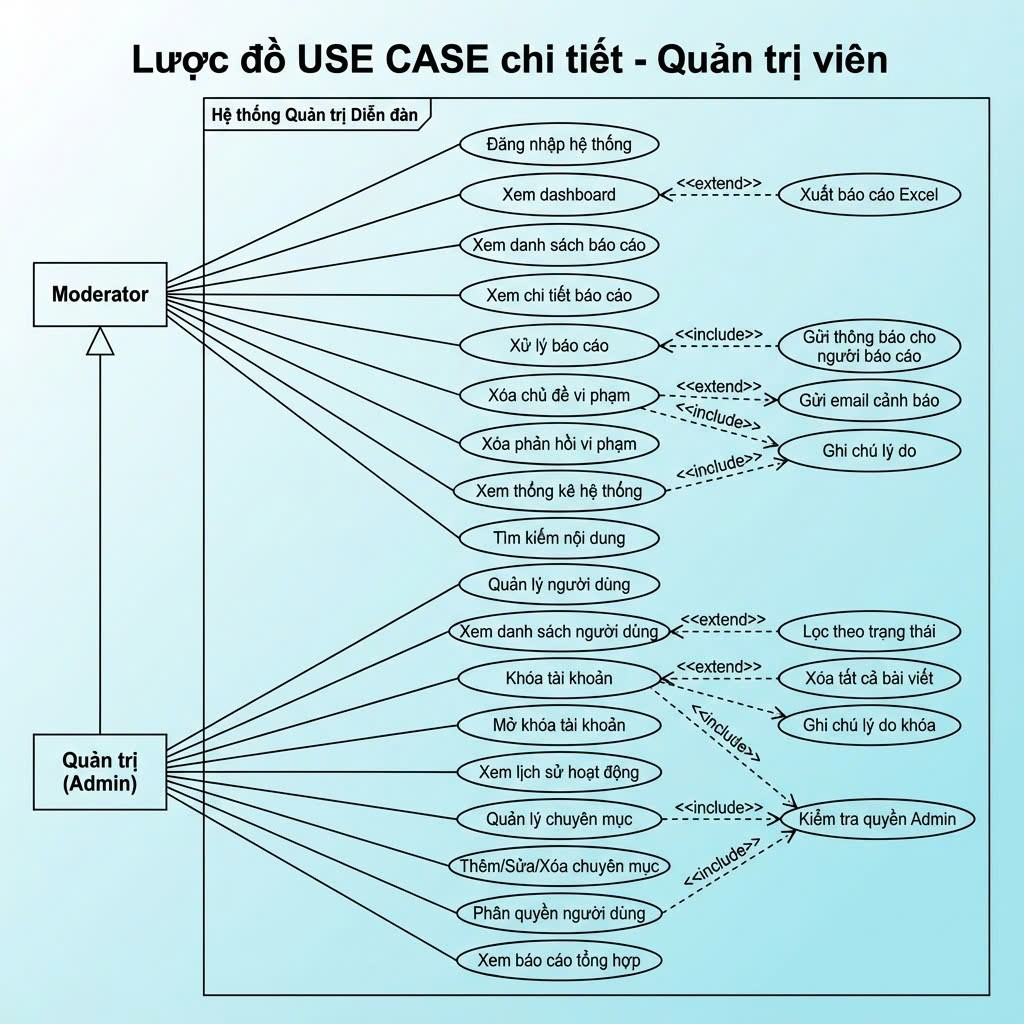 Lược đồ USE CASE chi tiết - Quản trị viên
Hệ thống Quản trị Diễn đàn
Đăng nhập hệ thống
Xem dashboard
<<extend>>
Xuất báo cáo Excel
Xem danh sách báo cáo
Moderator
Xem chi tiết báo cáo
Xử lý báo cáo
<<include>>
Gửi thông báo cho
người báo cáo
Xóa chủ đề vi phạm
<<extend>>
Gửi email cảnh báo
<<include>>
Xóa phản hồi vi phạm
Ghi chú lý do
<<include>>
Xem thống kê hệ thống
Tìm kiếm nội dung
Quản lý người dùng
Xem danh sách người dùng
<<extend>>
Lọc theo trạng thái
Khóa tài khoản
<<extend>>
Xóa tất cả bài viết
Mở khóa tài khoản
<<include>>
Ghi chú lý do khóa
Quản trị
(Admin)
Xem lịch sử hoạt động
Quản lý chuyên mục
<<include>>
Kiểm tra quyền Admin
Thêm/Sửa/Xóa chuyên mục
<<include>>
Phân quyền người dùng
Xem báo cáo tổng hợp